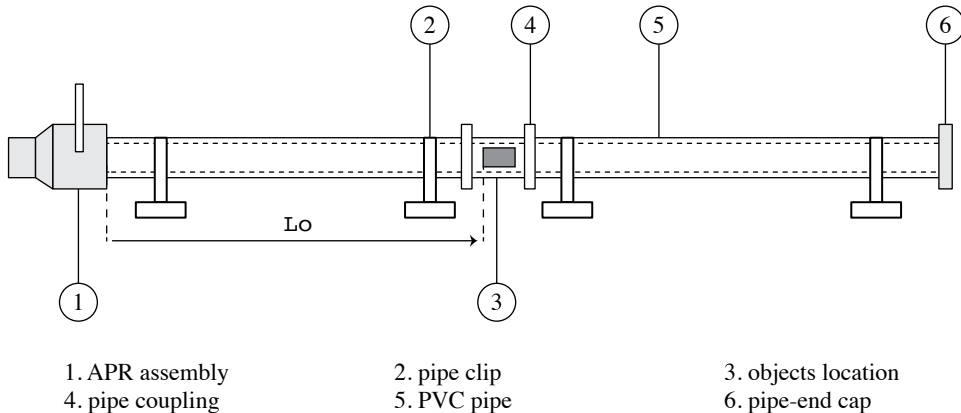 2 4 5 6
Lo
1 3
1. APR assembly 2. pipe clip 3. objects location
4. pipe coupling 5. PVC pipe 6. pipe-end cap